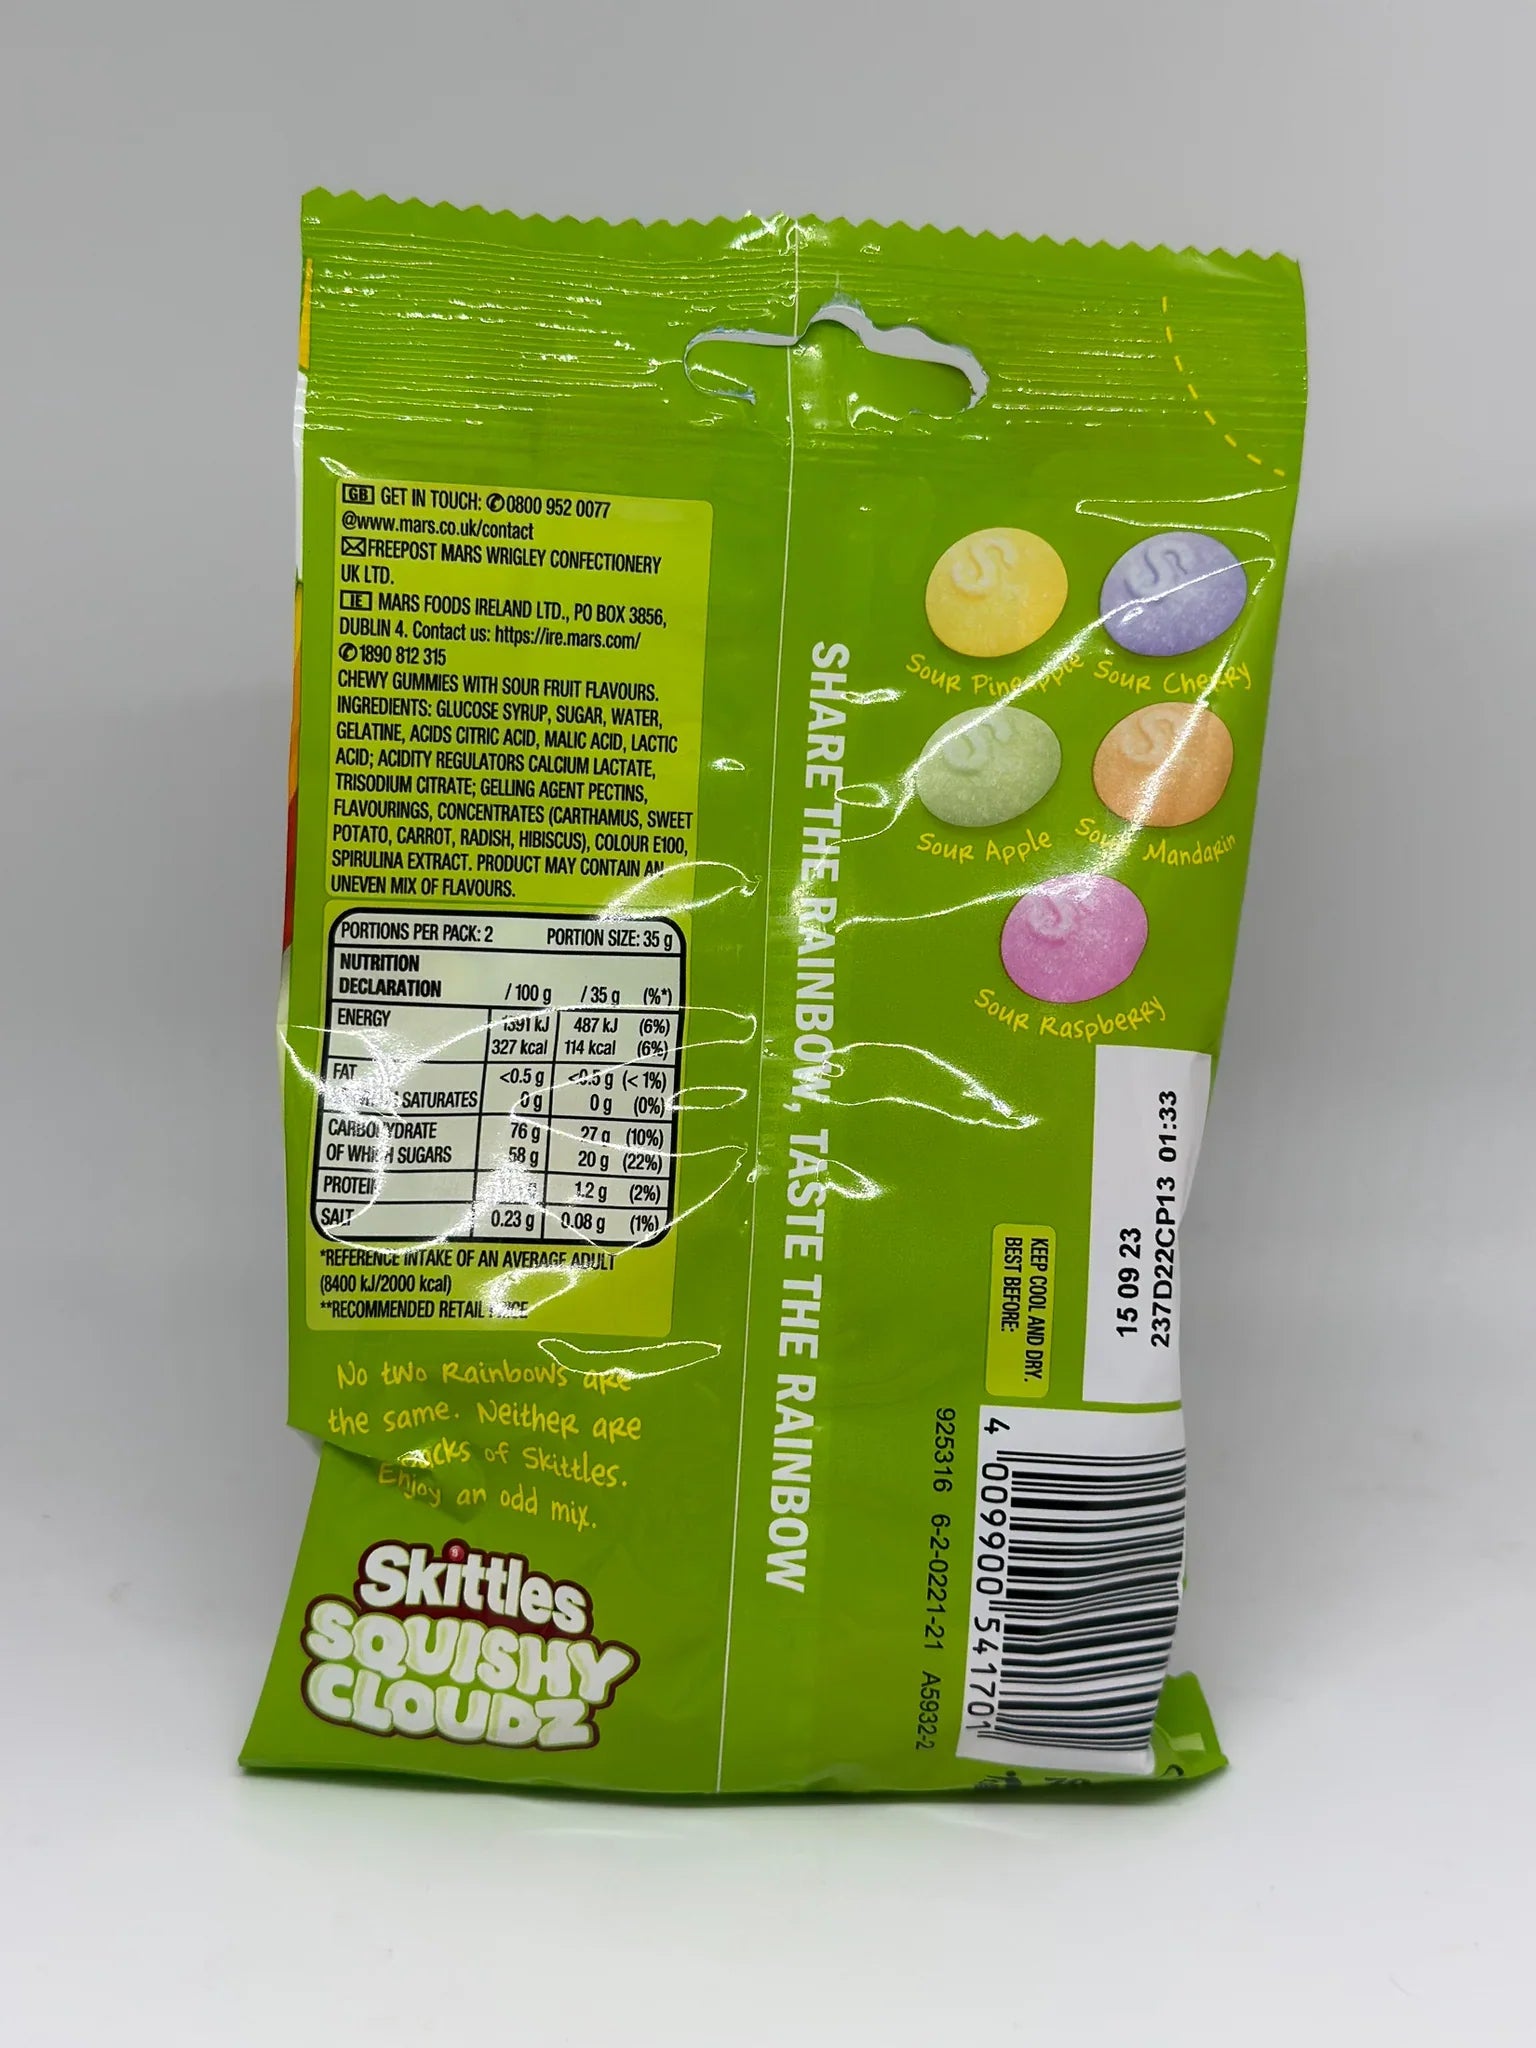 GB GET IN TOUCH: ✆0800 952 0077
@www.mars.co.uk/contact
✉FREEPOST MARS WRIGLEY CONFECTIONERY
UK LTD.
IE MARS FOODS IRELAND LTD., PO BOX 3856,
DUBLIN 4. Contact us: https://ire.mars.com/
✆1890 812 315
CHEWY GUMMIES WITH SOUR FRUIT FLAVOURS.
INGREDIENTS: GLUCOSE SYRUP, SUGAR, WATER,
GELATINE, ACIDS CITRIC ACID, MALIC ACID, LACTIC
ACID; ACIDITY REGULATORS CALCIUM LACTATE,
TRISODIUM CITRATE; GELLING AGENT PECTINS,
FLAVOURINGS, CONCENTRATES (CARTHAMUS, SWEET
POTATO, CARROT, RADISH, HIBISCUS), COLOUR E100,
SPIRULINA EXTRACT. PRODUCT MAY CONTAIN AN
UNEVEN MIX OF FLAVOURS.
PORTIONS PER PACK: 2 PORTION SIZE: 35 g
NUTRITION
DECLARATION / 100 g / 35 g (%*)
ENERGY 1391 kJ 487 kJ (6%)
327 kcal 114 kcal (6%)
FAT <0.5 g <0.5 g (< 1%)
SATURATES 0 g 0 g (0%)
CARBOHYDRATE 76 g 27 g (10%)
OF WHICH SUGARS 58 g 20 g (22%)
PROTEIN 1.2 g (2%)
SALT 0.23 g 0.08 g (1%)
*REFERENCE INTAKE OF AN AVERAGE ADULT
(8400 kJ/2000 kcal)
**RECOMMENDED RETAIL PRICE
No two Rainbows are
the same. Neither are
packs of Skittles.
Enjoy an odd mix.
Skittles
SQUISHY
CLOUDZ
SHARE THE RAINBOW, TASTE THE RAINBOW
Sour Pineapple
Sour Cherry
Sour Apple
Sour Mandarin
Sour Raspberry
KEEP COOL AND DRY.
BEST BEFORE:
15 09 23
237D22CP13 01:33
925316 6-2-0221-21 A5932-2
4 009900 541701